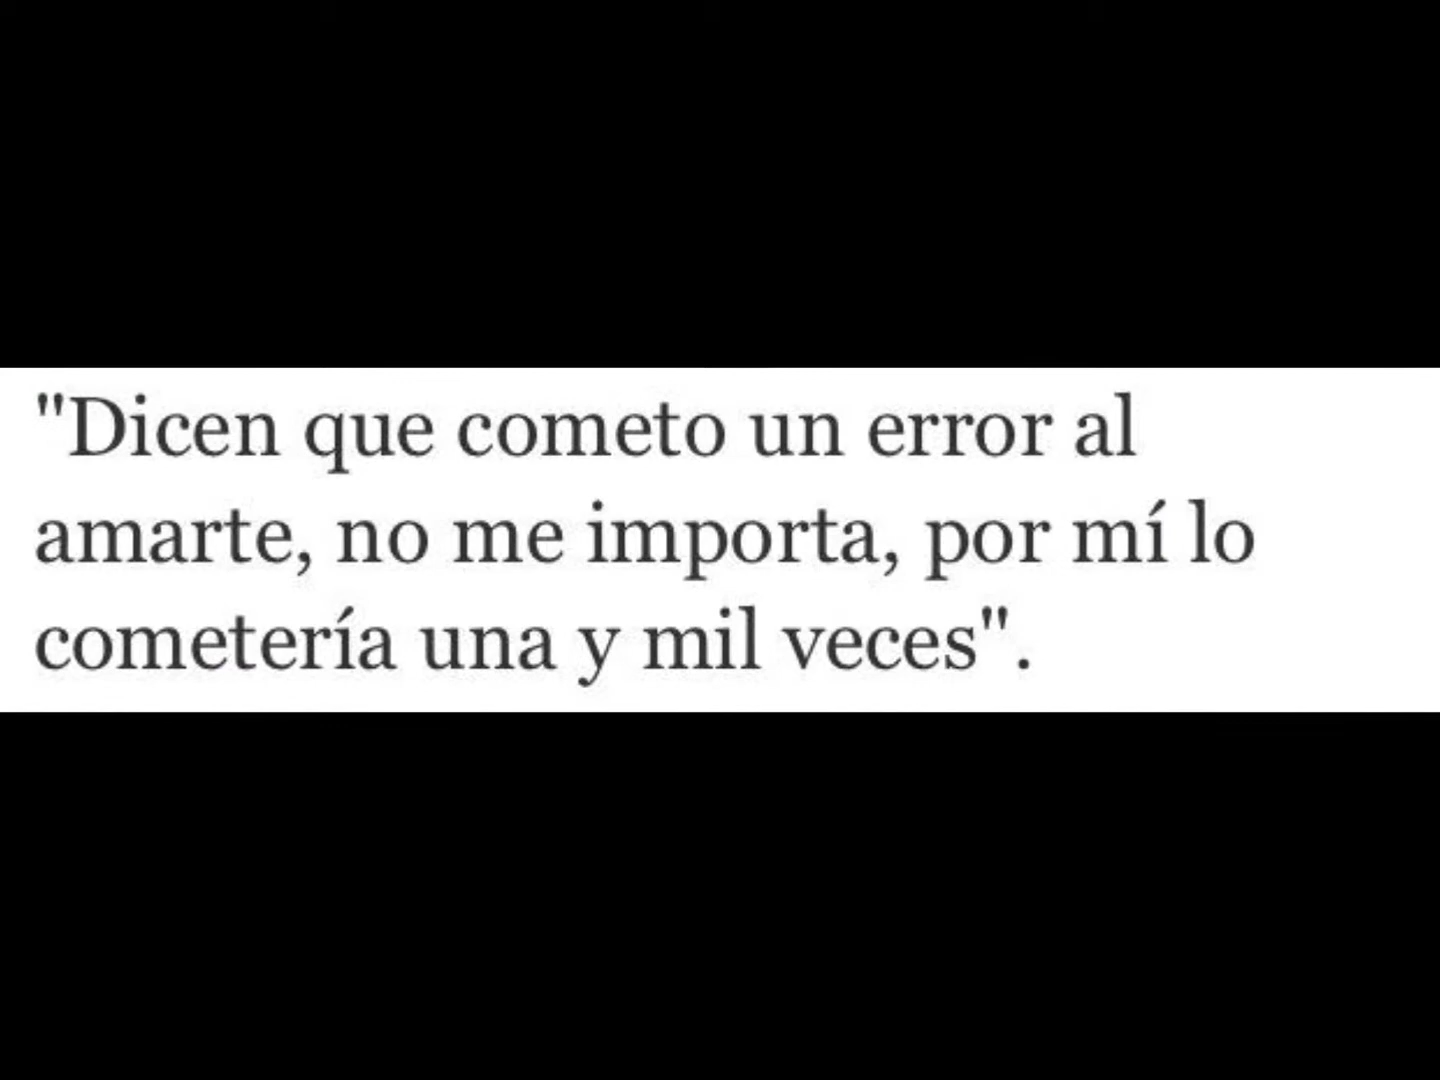 "Dicen que cometo un error al
amarte, no me importa, por mí lo
cometería una y mil veces".